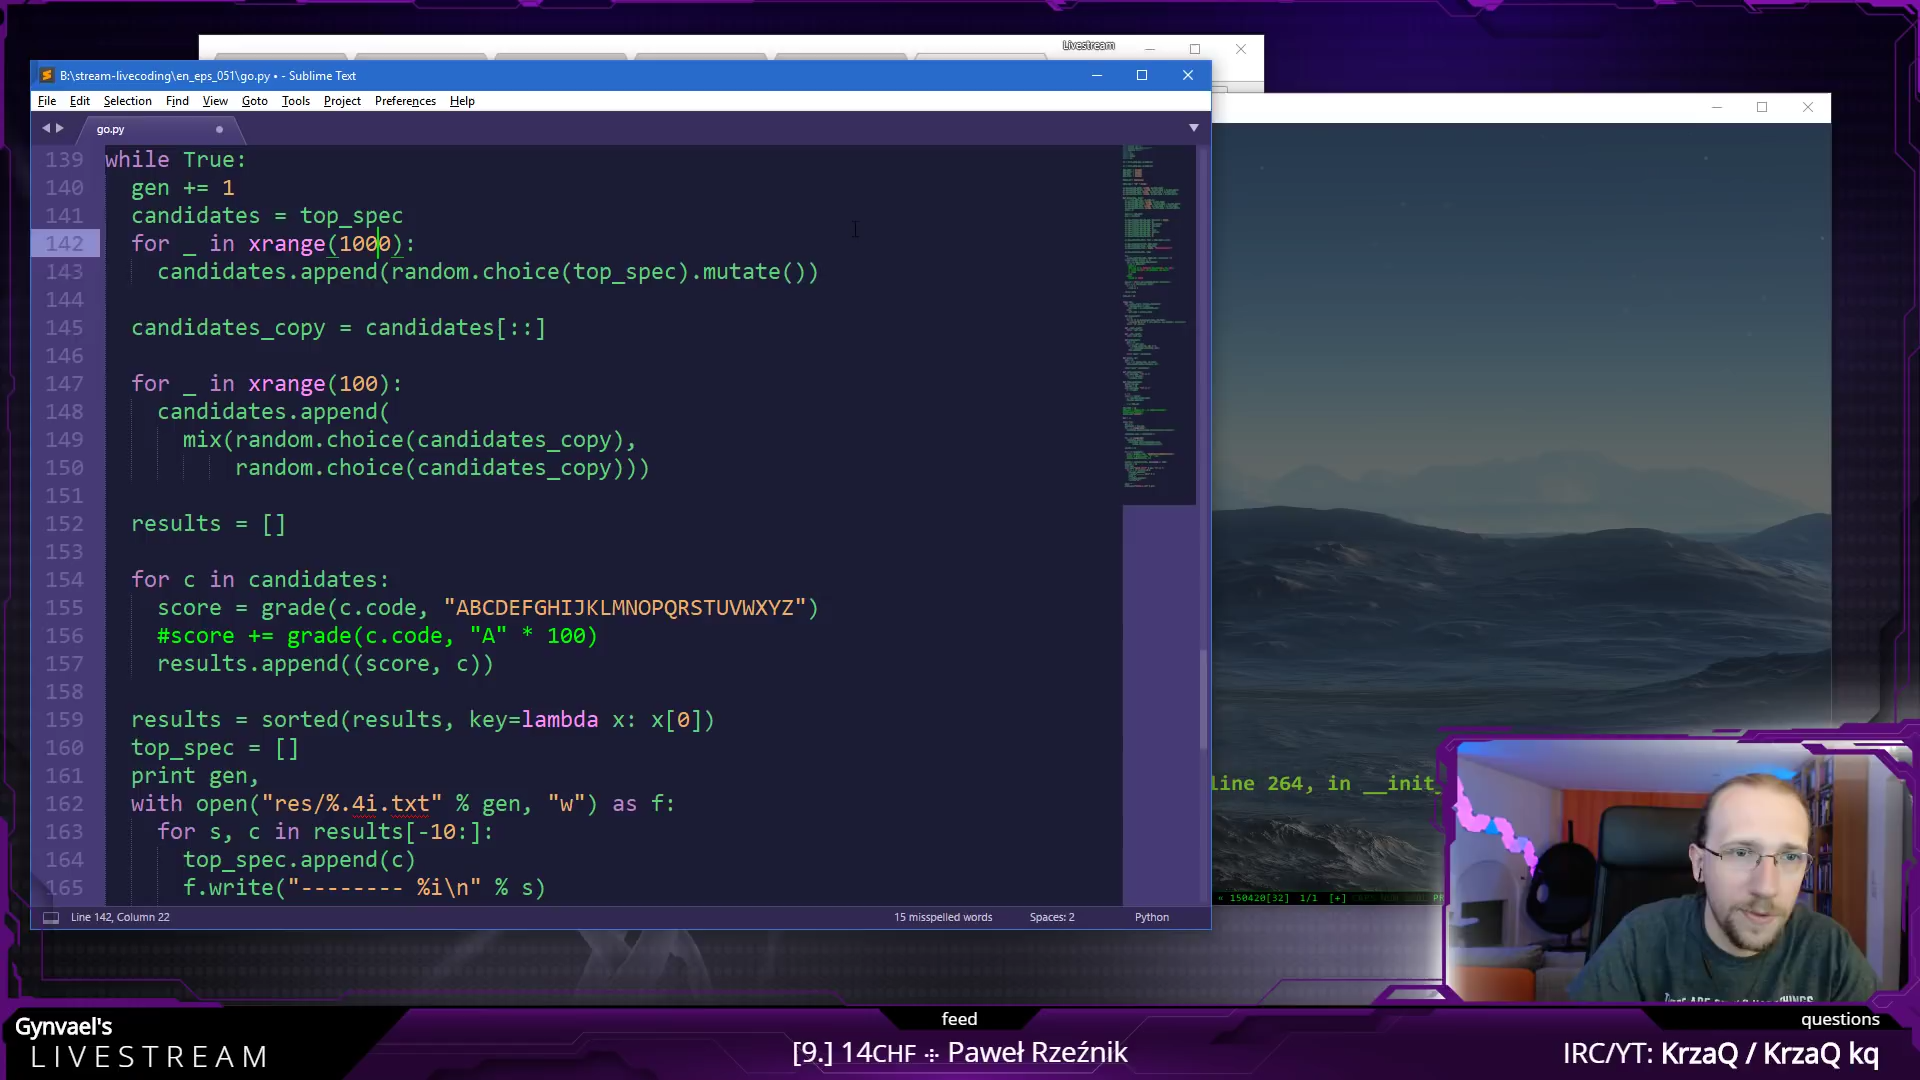 Livestream
B:\stream-livecoding\en_eps_051\go.py • - Sublime Text
File Edit Selection Find View Goto Tools Project Preferences Help
go.py
139 while True:
140 gen += 1
141 candidates = top_spec
142 for _ in xrange(1000):
143 candidates.append(random.choice(top_spec).mutate())
144
145 candidates_copy = candidates[::]
146
147 for _ in xrange(100):
148 candidates.append(
149 mix(random.choice(candidates_copy),
150 random.choice(candidates_copy)))
151
152 results = []
153
154 for c in candidates:
155 score = grade(c.code, "ABCDEFGHIJKLMNOPQRSTUVWXYZ")
156 #score += grade(c.code, "A" * 100)
157 results.append((score, c))
158
159 results = sorted(results, key=lambda x: x[0])
160 top_spec = []
161 print gen,
162 with open("res/%.4i.txt" % gen, "w") as f:
163 for s, c in results[-10:]:
164 top_spec.append(c)
165 f.write("-------- %i\n" % s)
line 264, in __init_
« 150420[32] 1/1 [+]
Line 142, Column 22 15 misspelled words Spaces: 2 Python
Gynvael's
LIVESTREAM
feed
[9.] 14CHF ÷ Paweł Rzeźnik
questions
IRC/YT: KrzaQ / KrzaQ kq